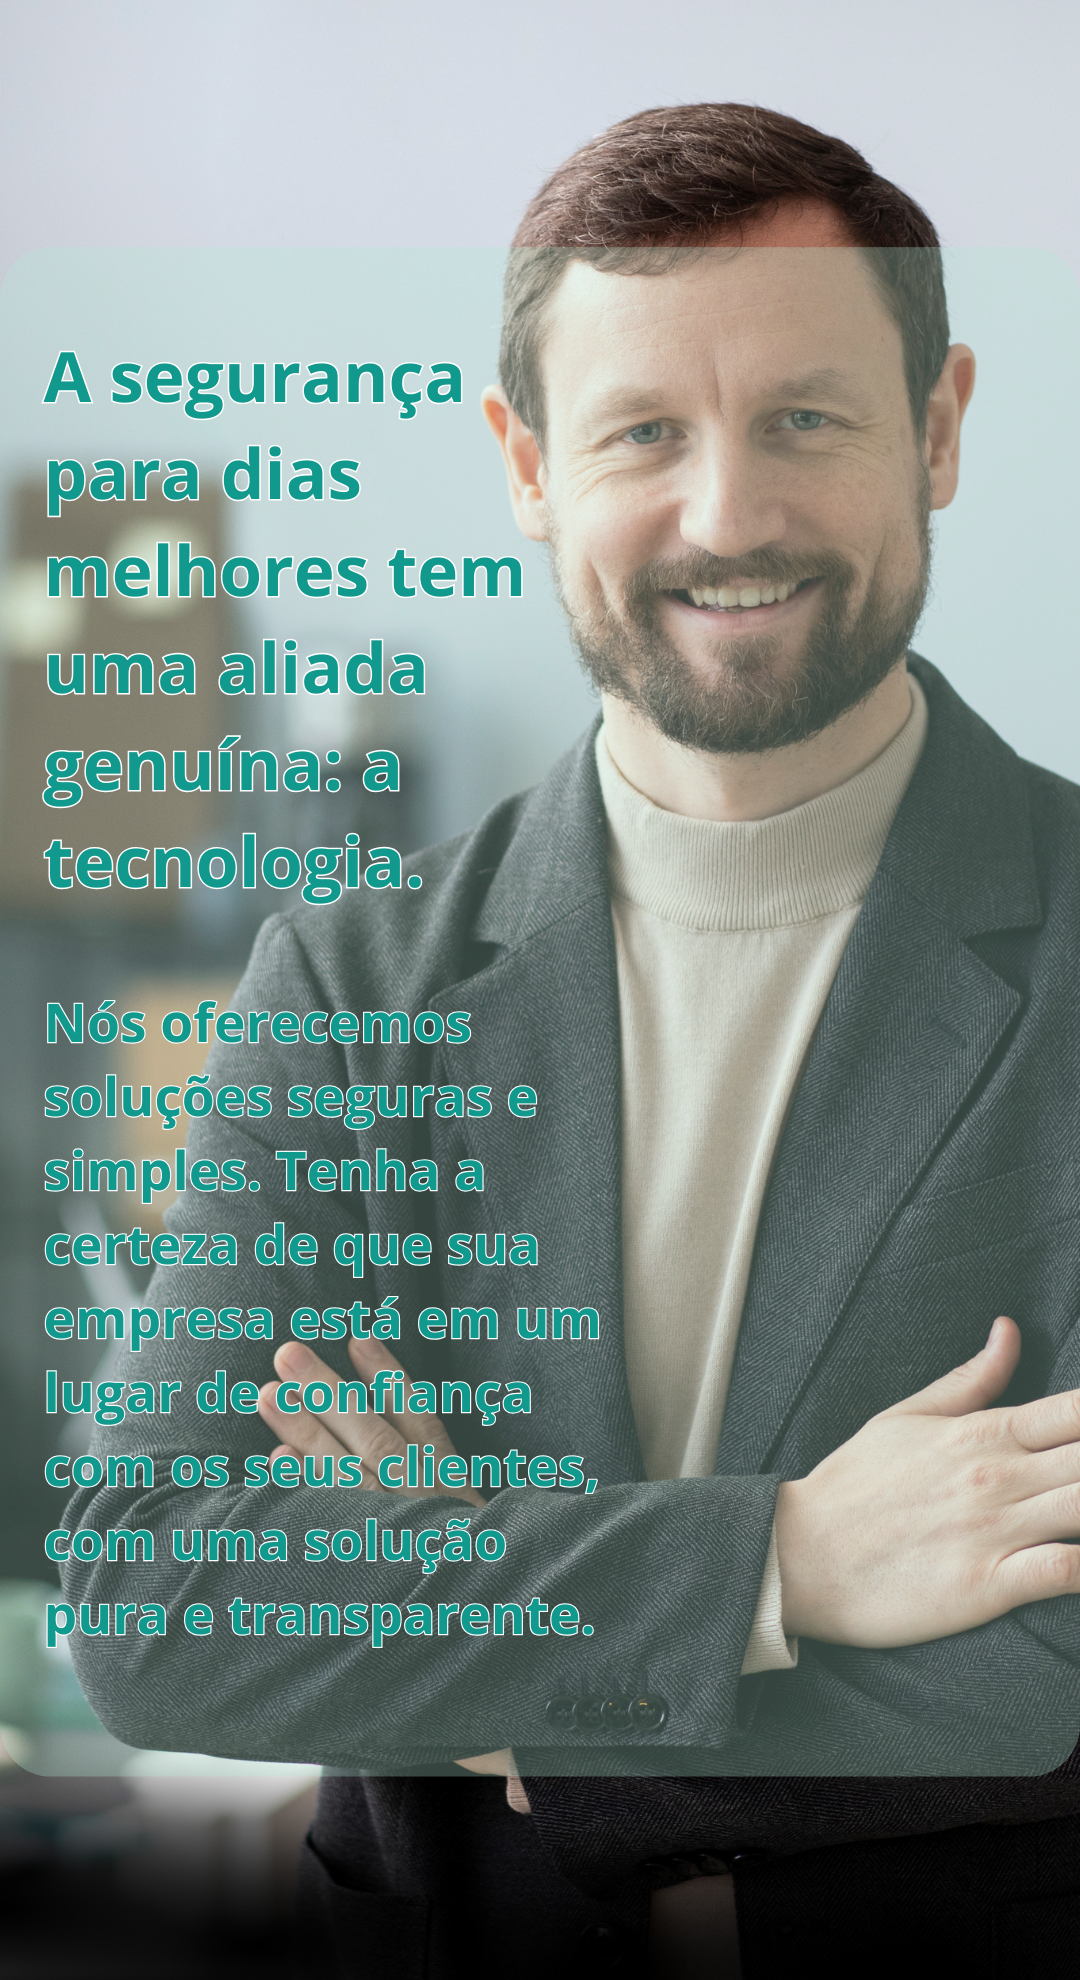 A segurança
para dias
melhores tem
uma aliada
genuína: a
tecnologia.
Nós oferecemos
soluções seguras e
simples. Tenha a
certeza de que sua
empresa está em um
lugar de confiança
com os seus clientes,
com uma solução
pura e transparente.